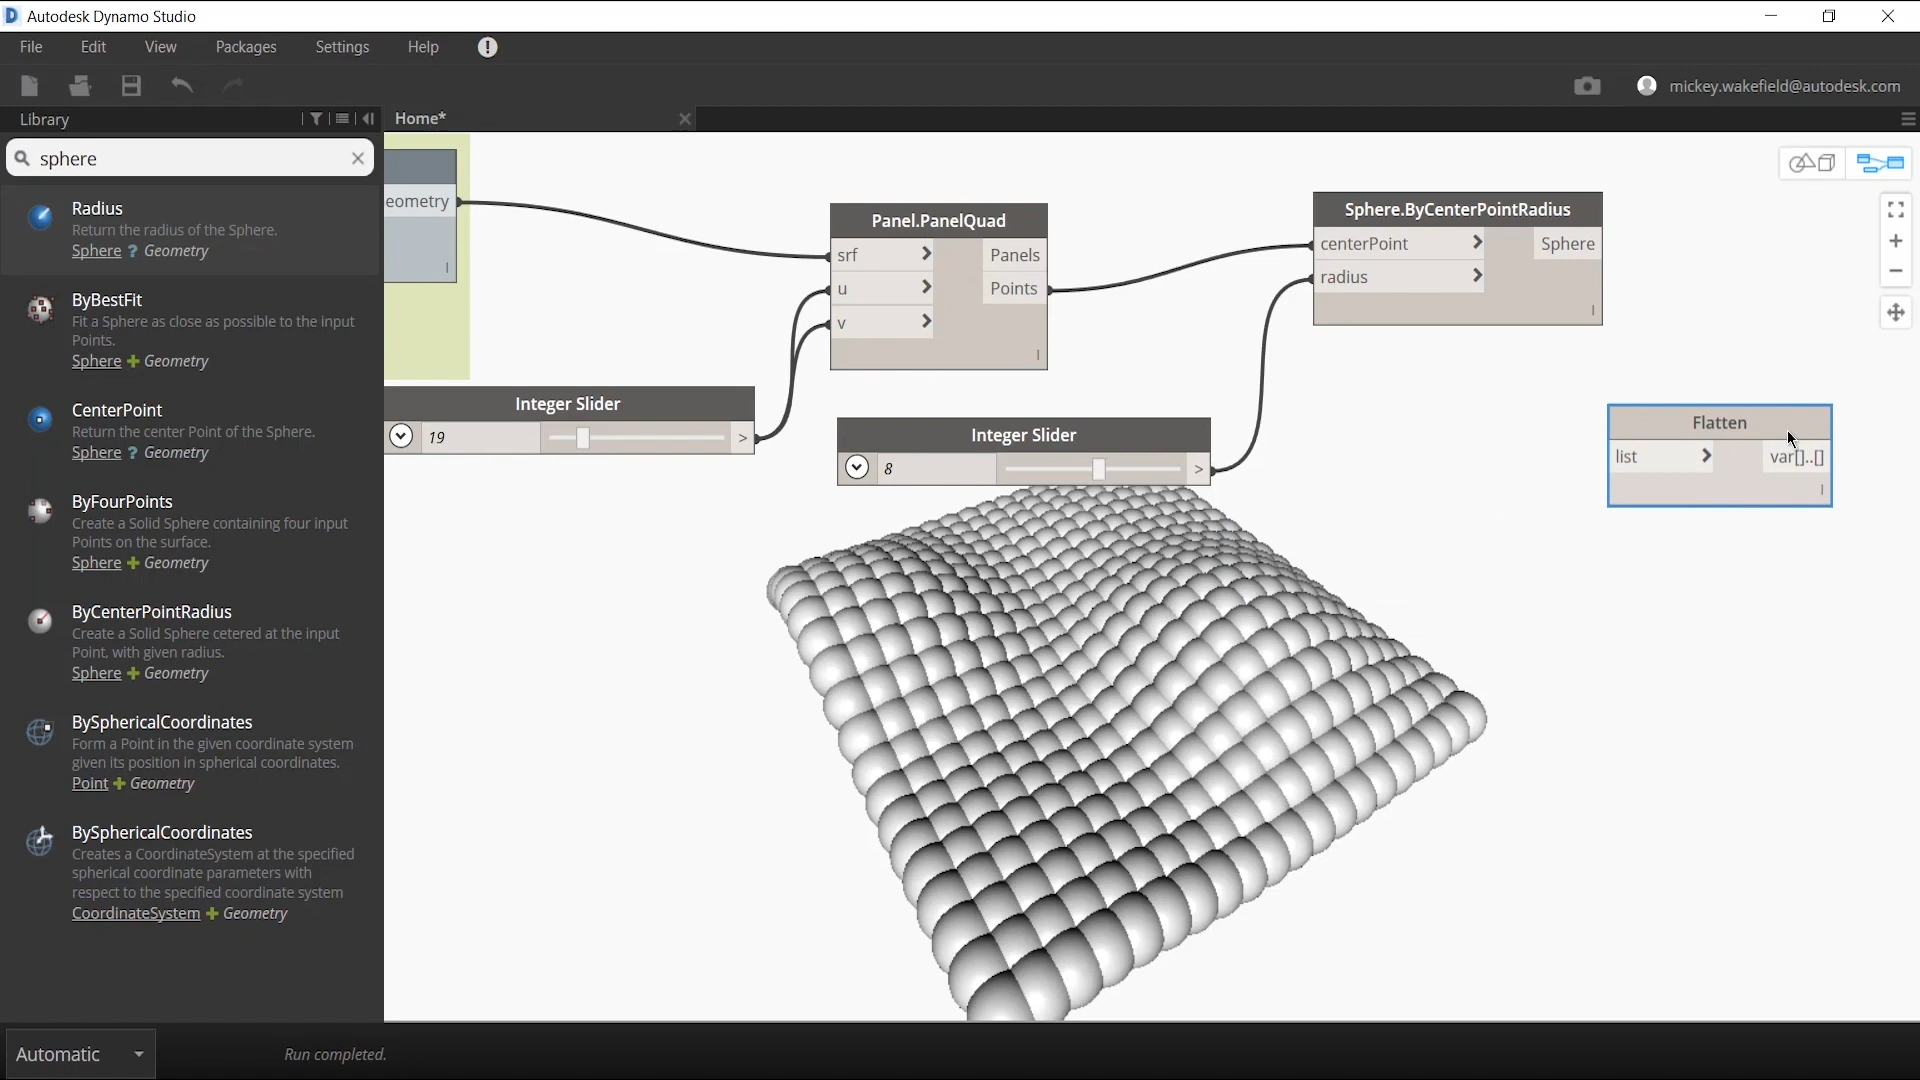 Autodesk Dynamo Studio
File Edit View Packages Settings Help !
mickey.wakefield@autodesk.com
Library
Home*
sphere
Radius
Return the radius of the Sphere.
Sphere ? Geometry
ByBestFit
Fit a Sphere as close as possible to the input
Points.
Sphere + Geometry
CenterPoint
Return the center Point of the Sphere.
Sphere ? Geometry
ByFourPoints
Create a Solid Sphere containing four input
Points on the surface.
Sphere + Geometry
ByCenterPointRadius
Create a Solid Sphere cetered at the input
Point, with given radius.
Sphere + Geometry
BySphericalCoordinates
Form a Point in the given coordinate system
given its position in spherical coordinates.
Point + Geometry
BySphericalCoordinates
Creates a CoordinateSystem at the specified
spherical coordinate parameters with
respect to the specified coordinate system
CoordinateSystem + Geometry
eometry
l
Panel.PanelQuad
srf > Panels
u > Points
v >
l
Sphere.ByCenterPointRadius
centerPoint > Sphere
radius >
l
Integer Slider
19 >
Integer Slider
8 >
Flatten
list > var[]..[]
l
Automatic
Run completed.